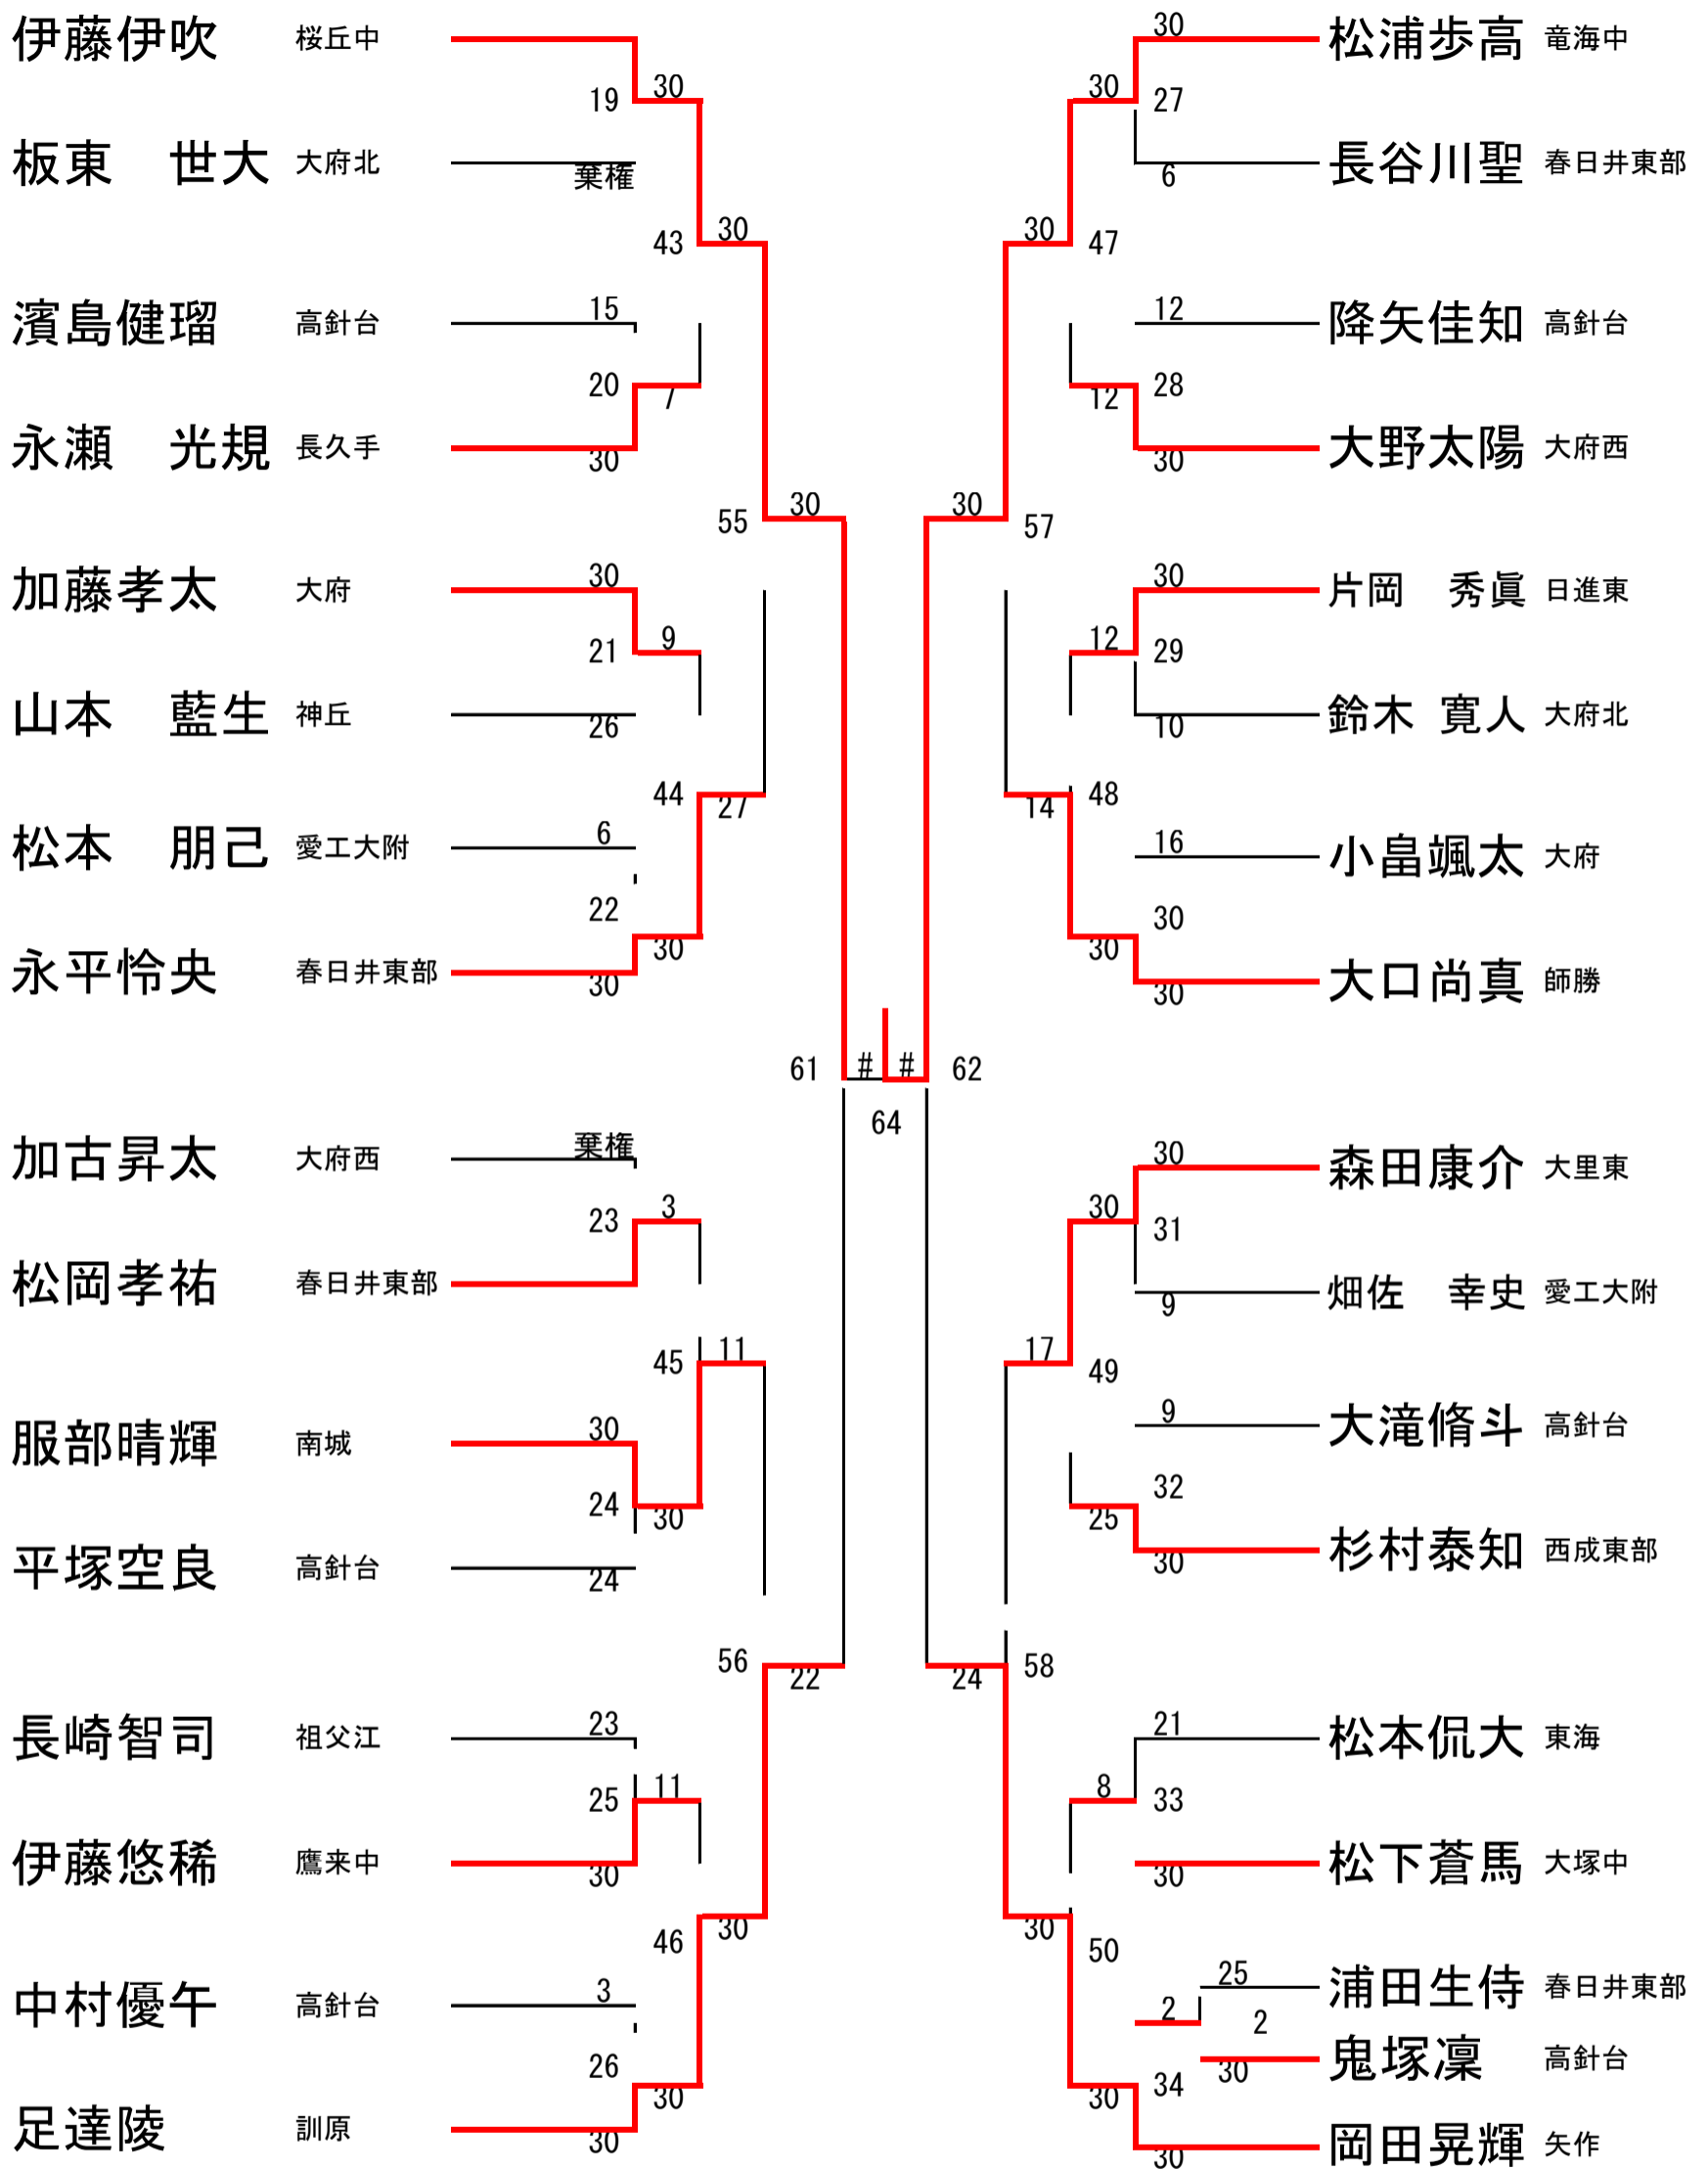 伊藤伊吹 桜丘中
19 30
板東 世大 大府北 棄権
43 30
濱島健瑠 高針台 15
20 7
永瀬 光規 長久手 30
55 30
加藤孝太 大府 30
21 9
山本 藍生 神丘 26
44 27
松本 朋己 愛工大附 6
22 30
永平怜央 春日井東部 30
61 # # 62
64
加古昇太 大府西 棄権
23 3
松岡孝祐 春日井東部
45 11
服部晴輝 南城 30
24 30
平塚空良 高針台 24
56 22
長崎智司 祖父江 23
25 11
伊藤悠稀 鷹来中 30
46 30
中村優午 高針台 3
26 30
足達陵 訓原 30
30 松浦歩高 竜海中
30 27
6 長谷川聖 春日井東部
30 47
12 降矢佳知 高針台
12 28
30 大野太陽 大府西
30 57
30 片岡 秀眞 日進東
12 29
10 鈴木 寛人 大府北
14 48
16 小畠颯太 大府
30 30
30 大口尚真 師勝
30 森田康介 大里東
30 31
9 畑佐 幸史 愛工大附
17 49
9 大滝脩斗 高針台
25 32
30 杉村泰知 西成東部
24 58
21 松本侃大 東海
8 33
30 松下蒼馬 大塚中
30 50
25 浦田生侍 春日井東部
2 2
30 鬼塚凜 高針台
30 34
30 岡田晃輝 矢作